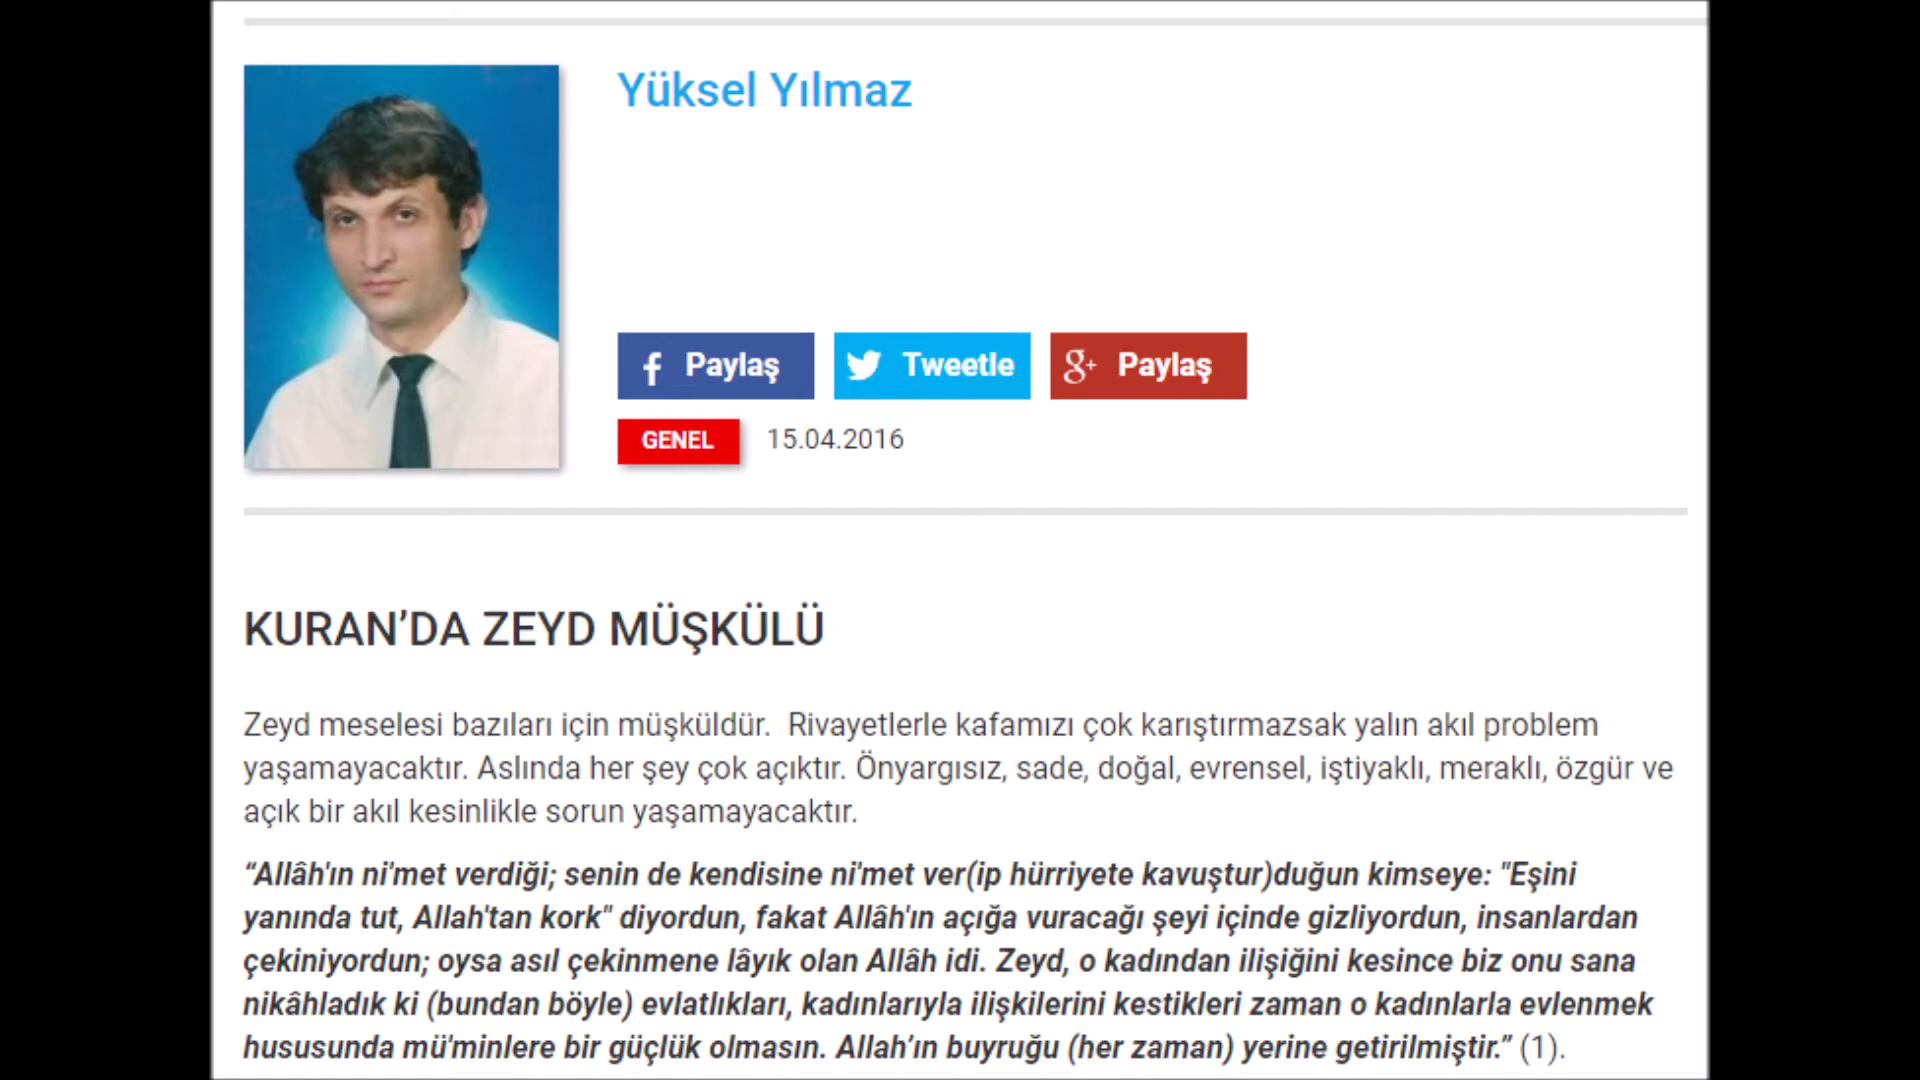 Yüksel Yılmaz
f Paylaş
Tweetle
g+ Paylaş
GENEL
15.04.2016
KURAN’DA ZEYD MÜŞKÜLÜ
Zeyd meselesi bazıları için müşküldür.  Rivayetlerle kafamızı çok karıştırmazsak yalın akıl problem
yaşamayacaktır. Aslında her şey çok açıktır. Önyargısız, sade, doğal, evrensel, iştiyaklı, meraklı, özgür ve
açık bir akıl kesinlikle sorun yaşamayacaktır.
“Allâh'ın ni'met verdiği; senin de kendisine ni'met ver(ip hürriyete kavuştur)duğun kimseye: "Eşini
yanında tut, Allah'tan kork" diyordun, fakat Allâh'ın açığa vuracağı şeyi içinde gizliyordun, insanlardan
çekiniyordun; oysa asıl çekinmene lâyık olan Allâh idi. Zeyd, o kadından ilişiğini kesince biz onu sana
nikâhladık ki (bundan böyle) evlatlıkları, kadınlarıyla ilişkilerini kestikleri zaman o kadınlarla evlenmek
hususunda mü'minlere bir güçlük olmasın. Allah’ın buyruğu (her zaman) yerine getirilmiştir.” (1).